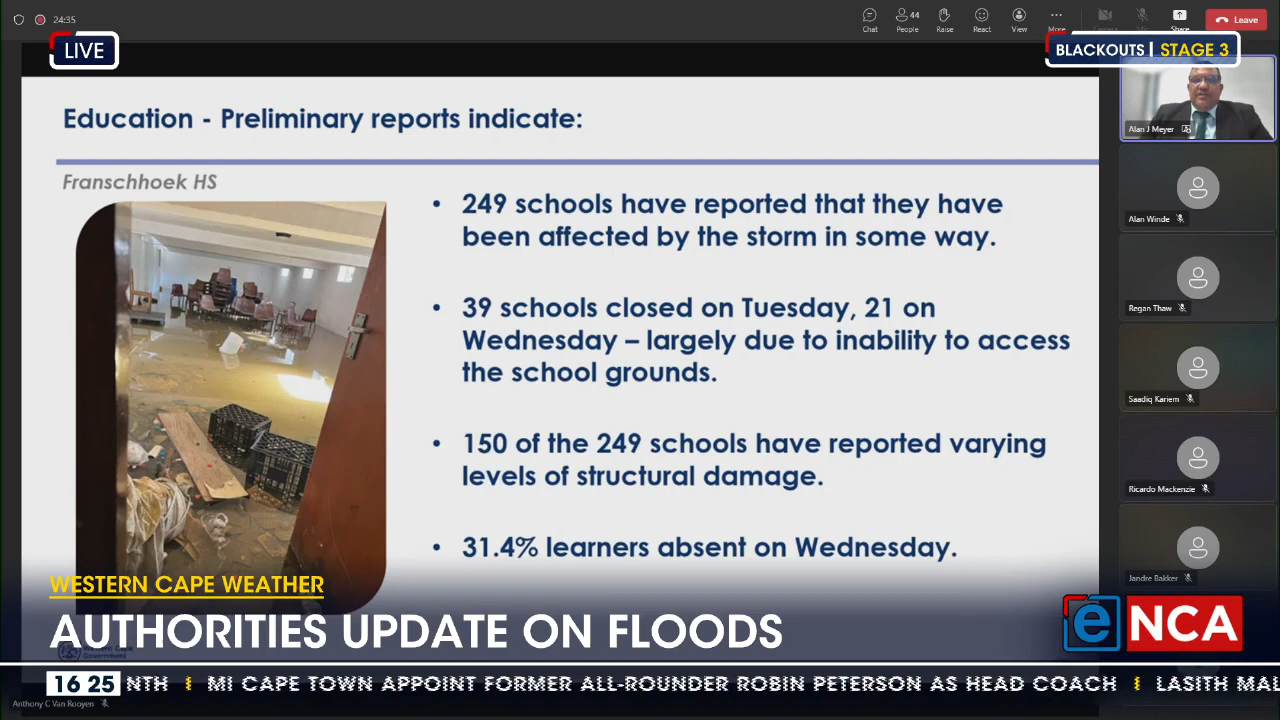 24:35
Chat
44
People
Raise
React
View
More
Share
Leave
LIVE
BLACKOUTS | STAGE 3
Education - Preliminary reports indicate:
Franschhoek HS
• 249 schools have reported that they have
been affected by the storm in some way.
• 39 schools closed on Tuesday, 21 on
Wednesday – largely due to inability to access
the school grounds.
• 150 of the 249 schools have reported varying
levels of structural damage.
• 31.4% learners absent on Wednesday.
Alan J Meyer
Alan Winde
Regan Thaw
Saadiq Kariem
Ricardo Mackenzie
Jandre Bakker
WESTERN CAPE WEATHER
AUTHORITIES UPDATE ON FLOODS
Western Cape
Government
eNCA
16 25
NTH MI CAPE TOWN APPOINT FORMER ALL-ROUNDER ROBIN PETERSON AS HEAD COACH LASITH MAL
Anthony C Van Rooyen